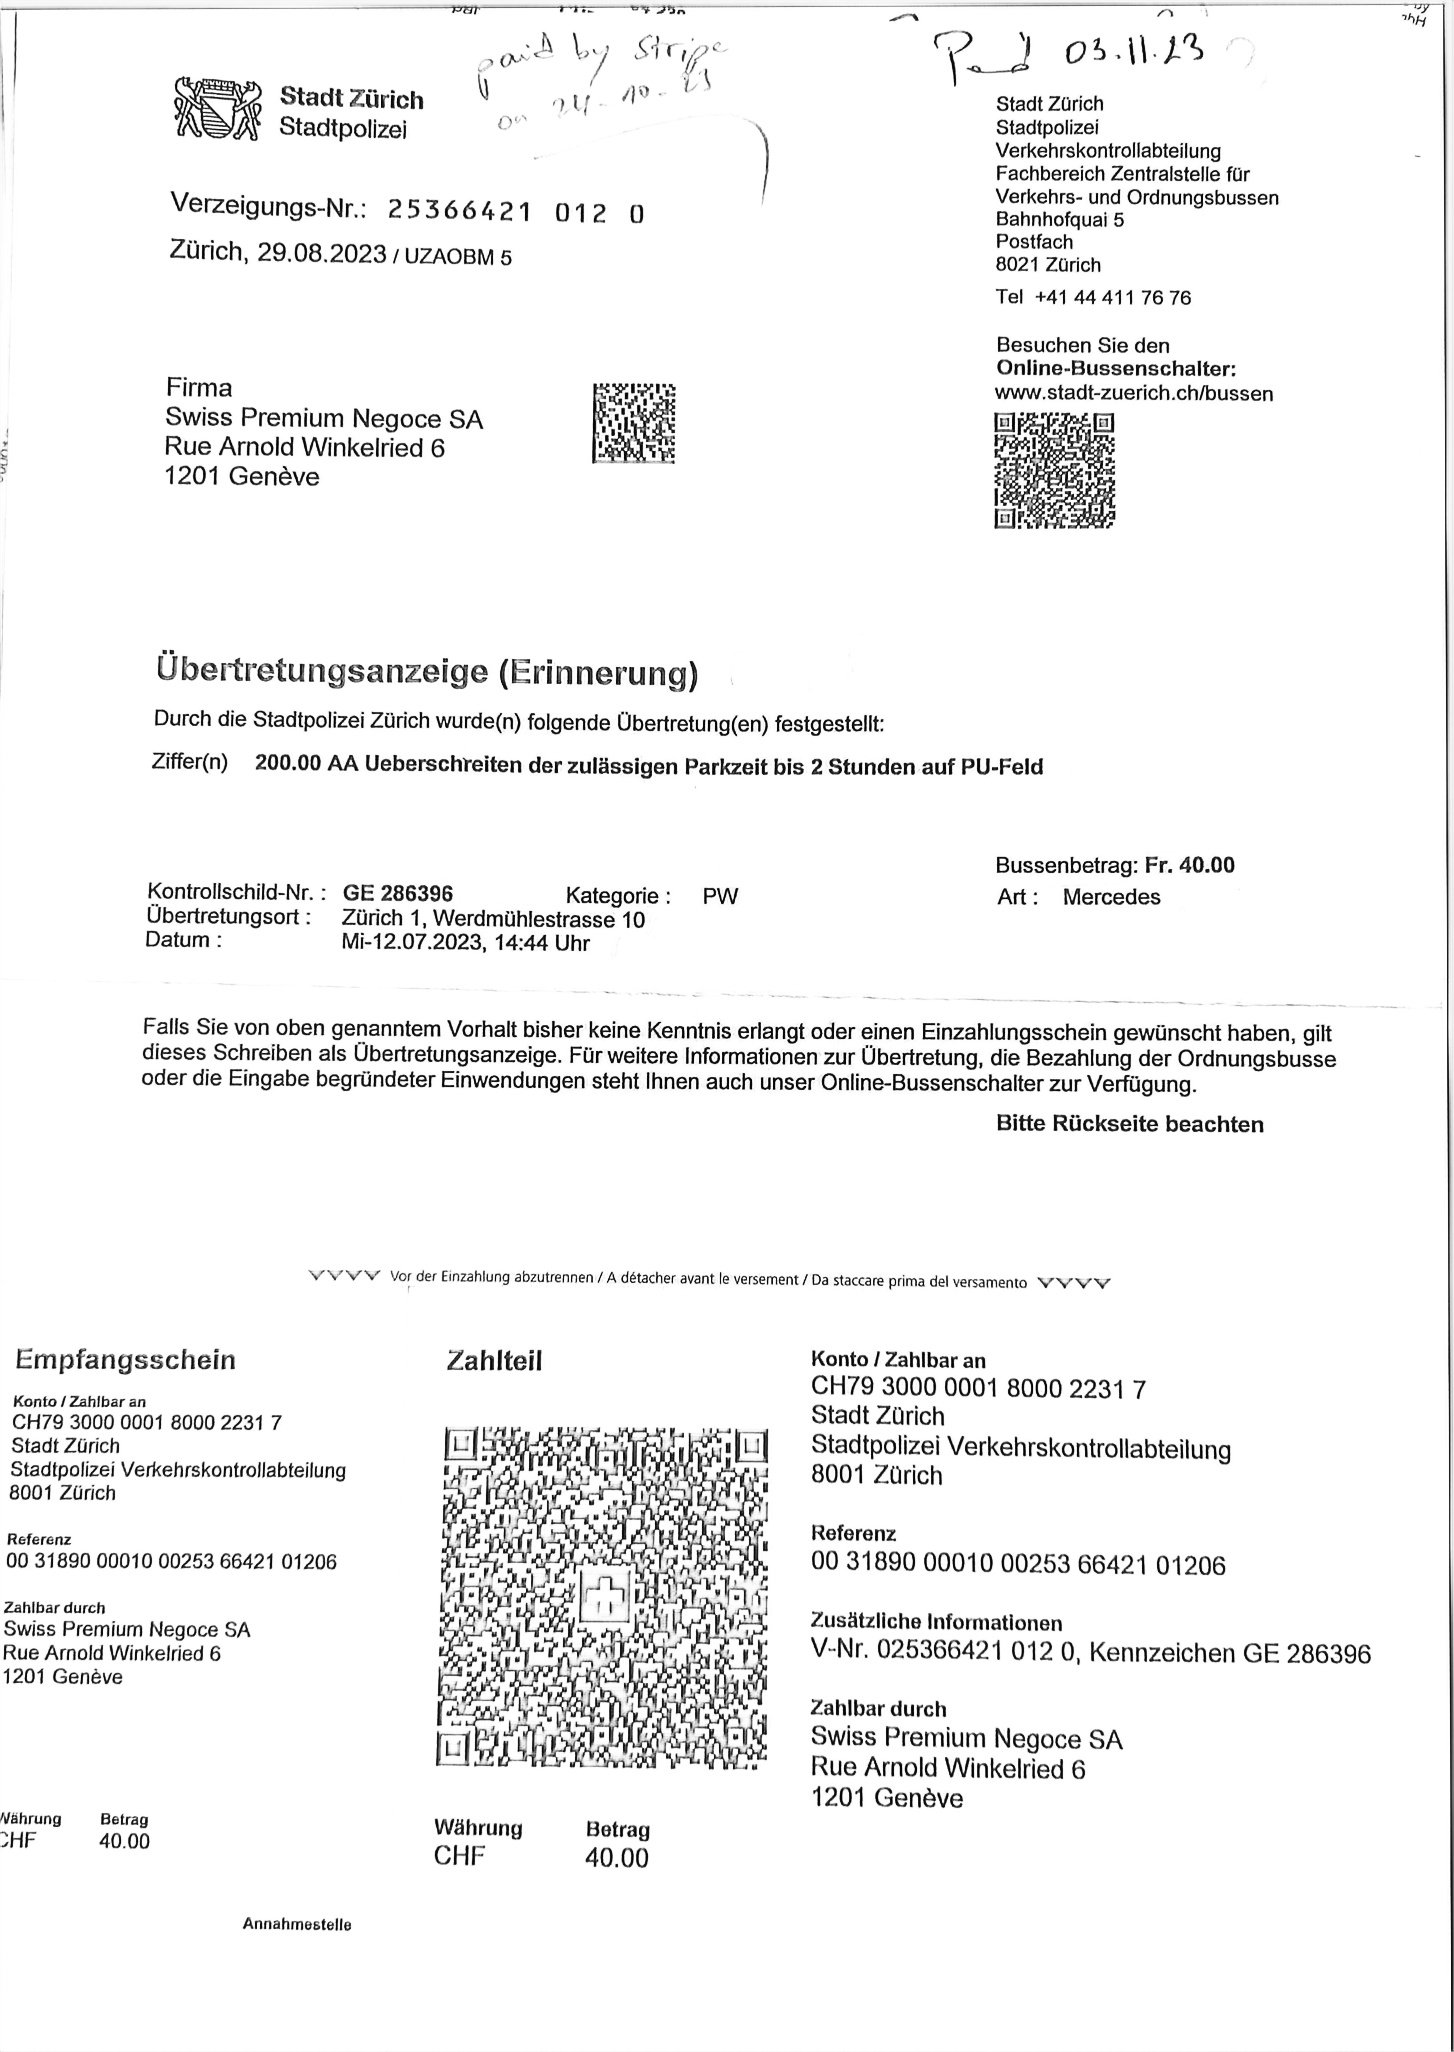 paid by Stripe
on 24-10-23
Paid 03.11.23
Stadt Zürich
Stadtpolizei
Verzeigungs-Nr.: 25366421 012 0
Zürich, 29.08.2023 / UZAOBM 5
Stadt Zürich
Stadtpolizei
Verkehrskontrollabteilung
Fachbereich Zentralstelle für
Verkehrs- und Ordnungsbussen
Bahnhofquai 5
Postfach
8021 Zürich
Tel +41 44 411 76 76
Besuchen Sie den
Online-Bussenschalter:
www.stadt-zuerich.ch/bussen
Firma
Swiss Premium Negoce SA
Rue Arnold Winkelried 6
1201 Genève
Übertretungsanzeige (Erinnerung)
Durch die Stadtpolizei Zürich wurde(n) folgende Übertretung(en) festgestellt:
Ziffer(n) 200.00 AA Ueberschreiten der zulässigen Parkzeit bis 2 Stunden auf PU-Feld
Bussenbetrag: Fr. 40.00
Kontrollschild-Nr. : GE 286396 Kategorie : PW Art : Mercedes
Übertretungsort : Zürich 1, Werdmühlestrasse 10
Datum : Mi-12.07.2023, 14:44 Uhr
Falls Sie von oben genanntem Vorhalt bisher keine Kenntnis erlangt oder einen Einzahlungsschein gewünscht haben, gilt
dieses Schreiben als Übertretungsanzeige. Für weitere Informationen zur Übertretung, die Bezahlung der Ordnungsbusse
oder die Eingabe begründeter Einwendungen steht Ihnen auch unser Online-Bussenschalter zur Verfügung.
Bitte Rückseite beachten
Vor der Einzahlung abzutrennen / A détacher avant le versement / Da staccare prima del versamento
Empfangsschein
Konto / Zahlbar an
CH79 3000 0001 8000 2231 7
Stadt Zürich
Stadtpolizei Verkehrskontrollabteilung
8001 Zürich
Referenz
00 31890 00010 00253 66421 01206
Zahlbar durch
Swiss Premium Negoce SA
Rue Arnold Winkelried 6
1201 Genève
Währung Betrag
CHF 40.00
Annahmestelle
Zahlteil
Währung Betrag
CHF 40.00
Konto / Zahlbar an
CH79 3000 0001 8000 2231 7
Stadt Zürich
Stadtpolizei Verkehrskontrollabteilung
8001 Zürich
Referenz
00 31890 00010 00253 66421 01206
Zusätzliche Informationen
V-Nr. 025366421 012 0, Kennzeichen GE 286396
Zahlbar durch
Swiss Premium Negoce SA
Rue Arnold Winkelried 6
1201 Genève